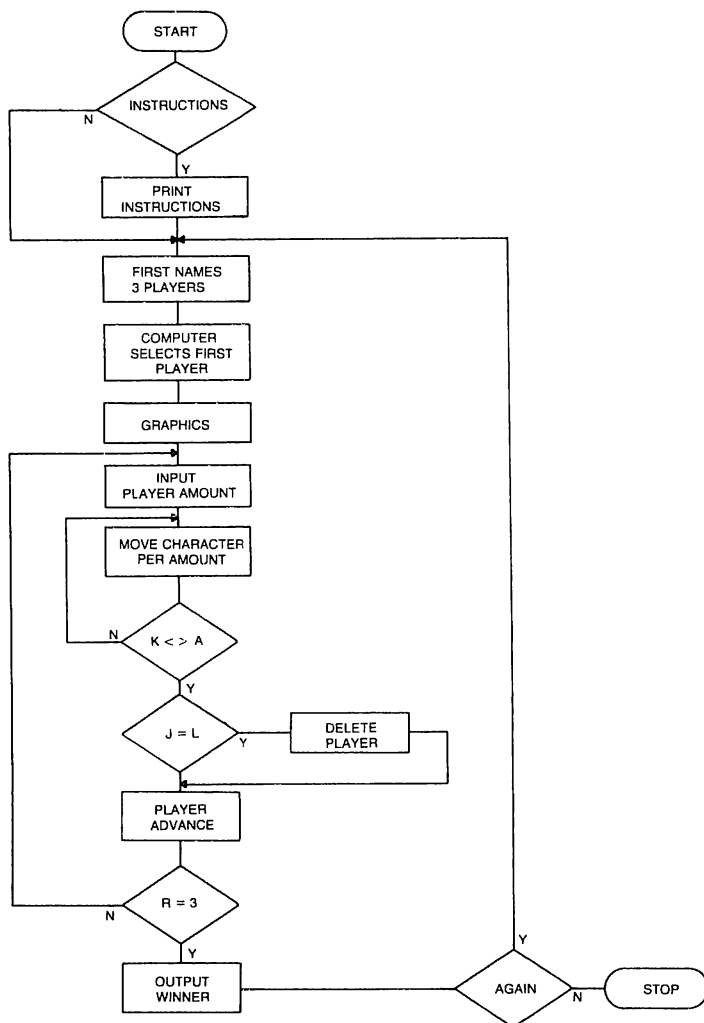 START
INSTRUCTIONS
N
Y
PRINT
INSTRUCTIONS
FIRST NAMES
3 PLAYERS
COMPUTER
SELECTS FIRST
PLAYER
GRAPHICS
INPUT
PLAYER AMOUNT
MOVE CHARACTER
PER AMOUNT
N
K < > A
Y
J = L
Y
DELETE
PLAYER
PLAYER
ADVANCE
R = 3
N
Y
OUTPUT
WINNER
Y
AGAIN
N
STOP